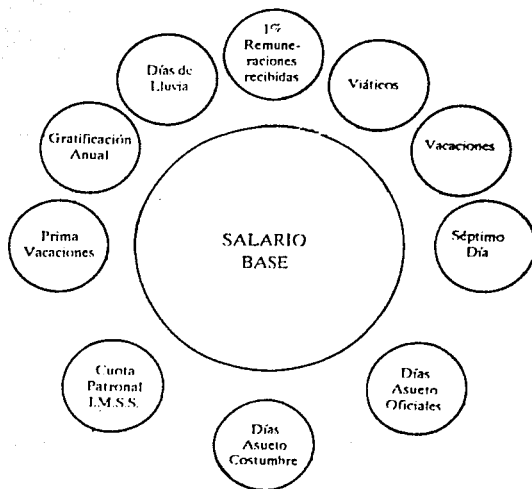 1%
Remune-
raciones
recibidas
Días de
Lluvia
Viáticos
Gratificación
Anual
Vacaciones
Prima
Vacaciones
SALARIO
BASE
Séptimo
Día
Cuota
Patronal
I.M.S.S.
Días
Asueto
Oficiales
Días
Asueto
Costumbre